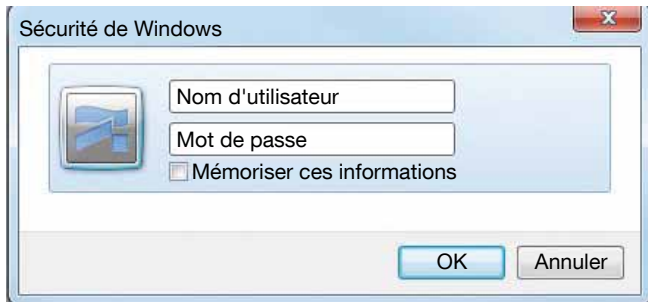 Sécurité de Windows
Nom d'utilisateur
Mot de passe
Mémoriser ces informations
OK
Annuler